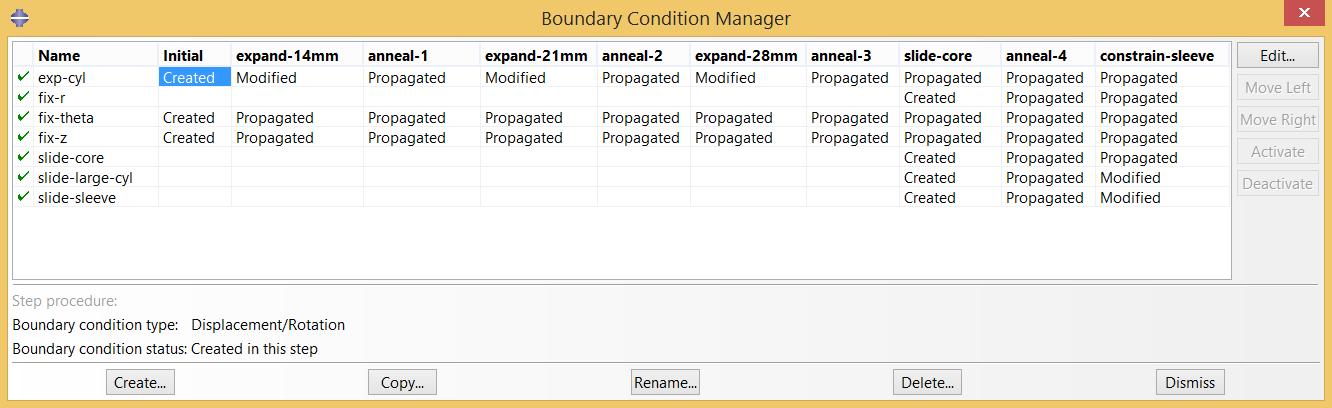 Boundary Condition Manager
Name Initial expand-14mm anneal-1 expand-21mm anneal-2 expand-28mm anneal-3 slide-core anneal-4 constrain-sleeve
Edit...
exp-cyl Created Modified Propagated Modified Propagated Modified Propagated Propagated Propagated Propagated
Move Left
fix-r Created Propagated Propagated
fix-theta Created Propagated Propagated Propagated Propagated Propagated Propagated Propagated Propagated Propagated
Move Right
fix-z Created Propagated Propagated Propagated Propagated Propagated Propagated Propagated Propagated Propagated
slide-core Created Propagated Propagated
Activate
slide-large-cyl Created Propagated Modified
Deactivate
slide-sleeve Created Propagated Modified
Step procedure:
Boundary condition type: Displacement/Rotation
Boundary condition status: Created in this step
Create... Copy... Rename... Delete... Dismiss